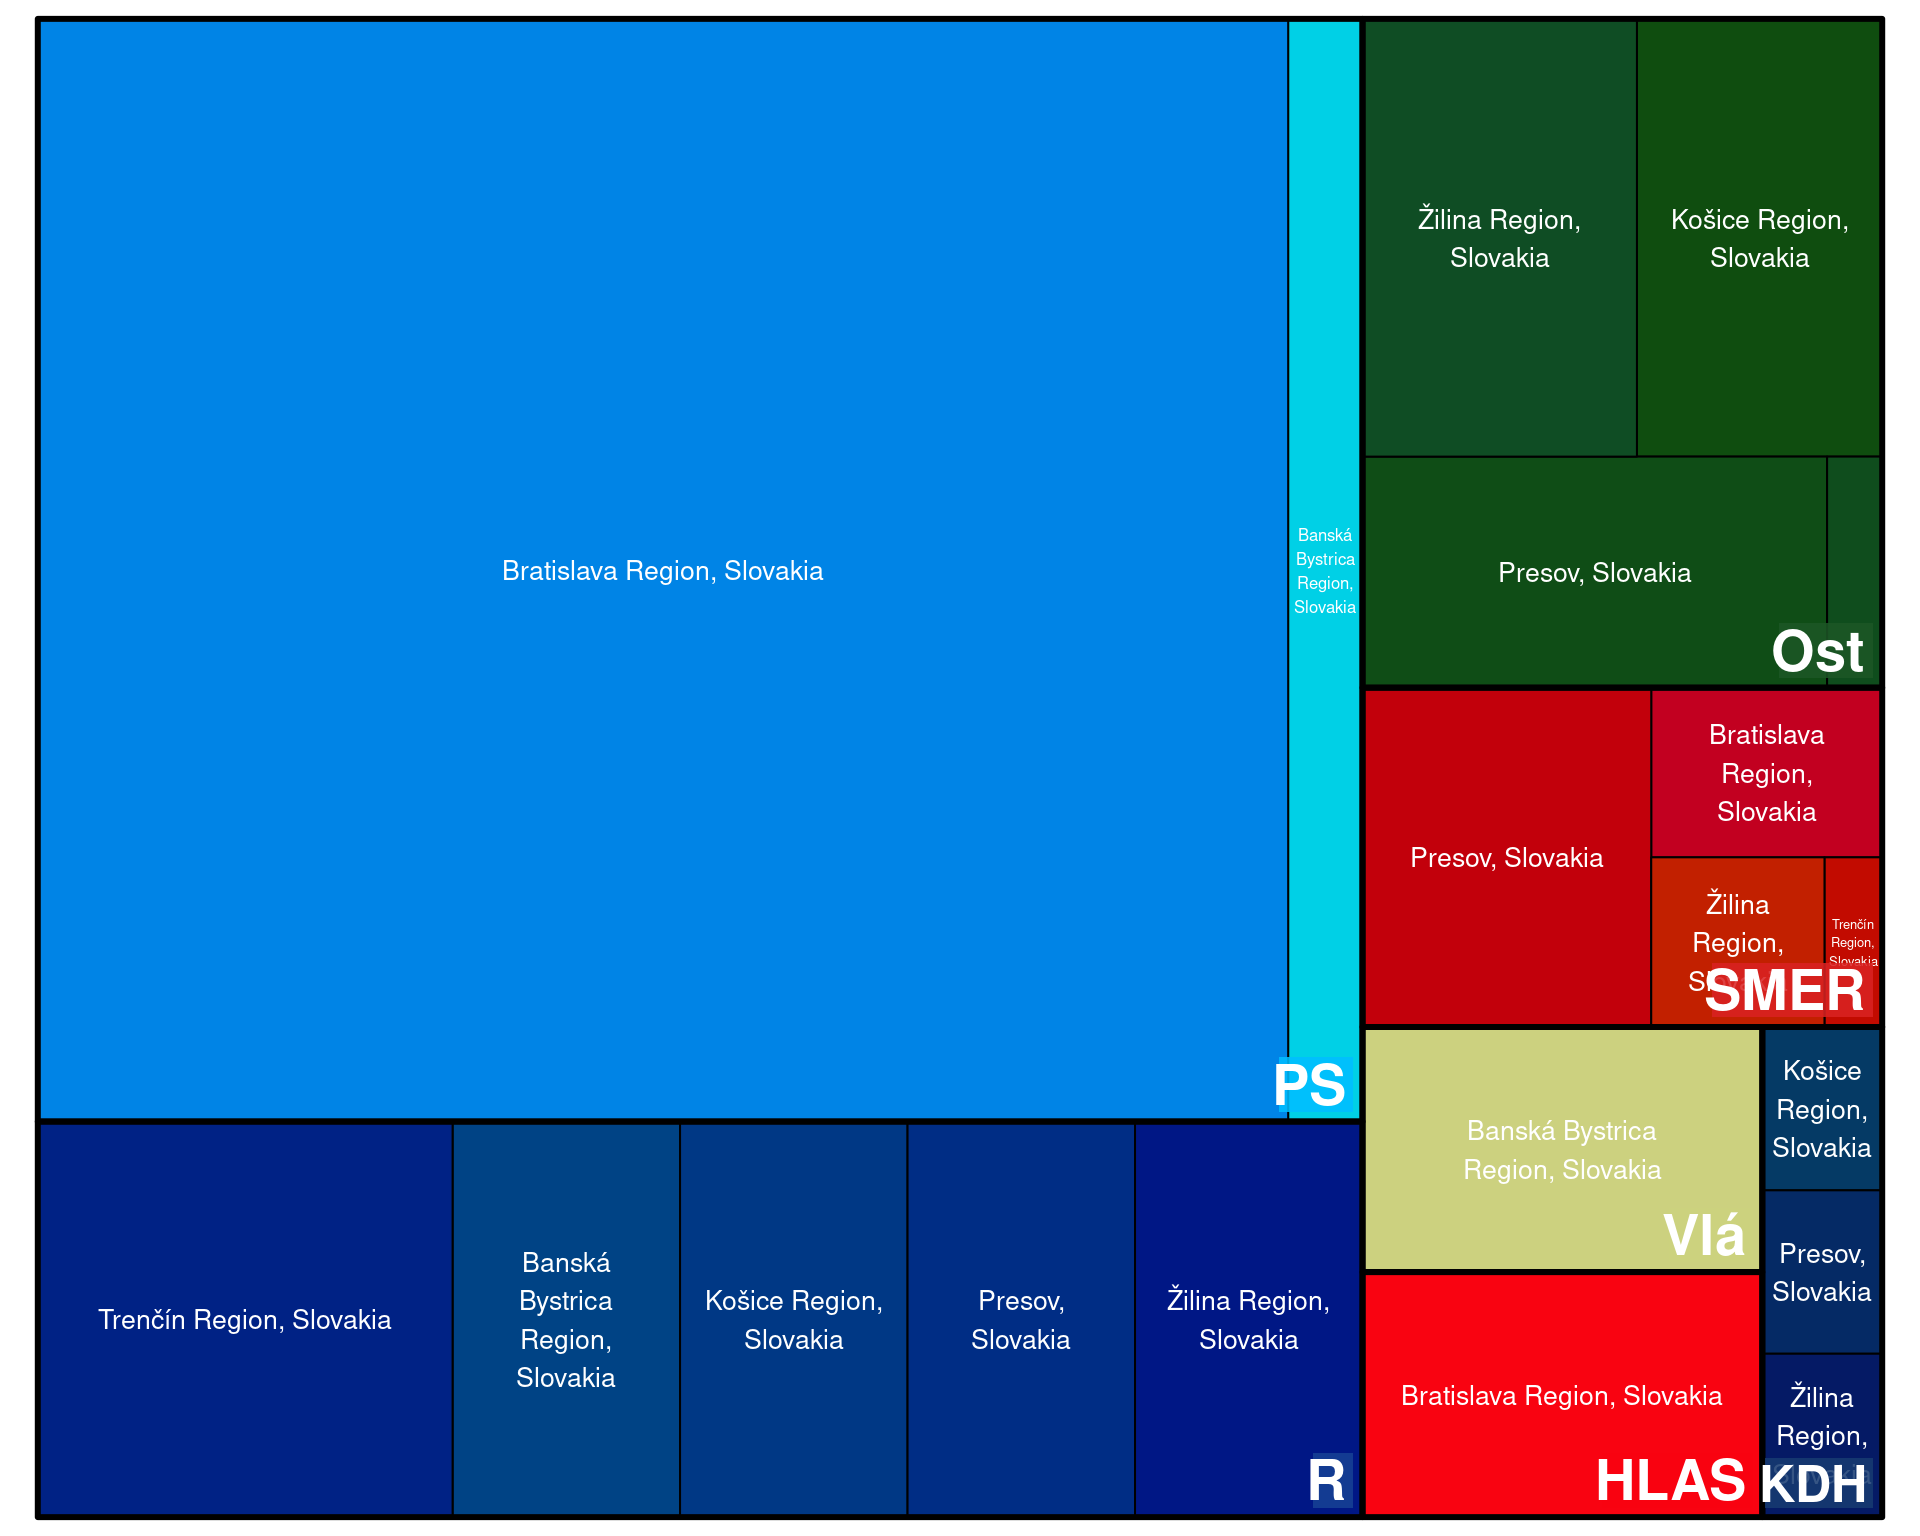 Bratislava Region, Slovakia
Banská
Bystrica
Region,
Slovakia
PS
Trenčín Region, Slovakia
Banská
Bystrica
Region,
Slovakia
Košice Region,
Slovakia
Presov,
Slovakia
Žilina Region,
Slovakia
R
Žilina Region,
Slovakia
Košice Region,
Slovakia
Presov, Slovakia
Ost
Presov, Slovakia
Bratislava
Region,
Slovakia
Žilina
Region,
Trenčín
Region,
Slovakia
SMER
Banská Bystrica
Region, Slovakia
Vlá
Bratislava Region, Slovakia
HLAS
Košice
Region,
Slovakia
Presov,
Slovakia
Žilina
Region,
Slovakia
KDH